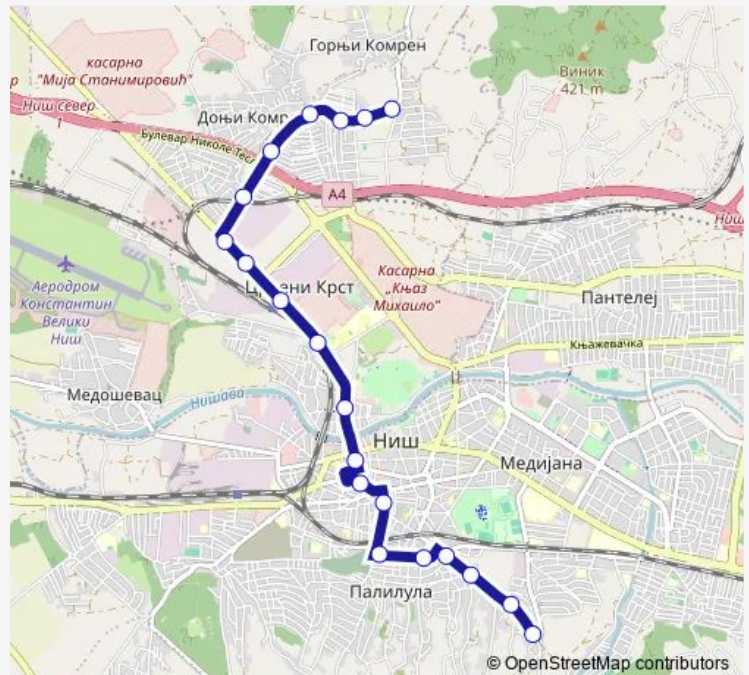 Горњи Комрен
касарна
"Мија Станимировић"
Виник
421 m
Ниш север
1
Доњи Комр
Булевар Николе Тес
A4
Ниш
Касарна
„Књаз
Михаило“
Ц
ени Крст
Аеродром
Константин
Велики
Ниш
Пантелеј
Књажевачка
Медошевац
Нишава
Ниш
Медијана
Палилула
© OpenStreetMap contributors